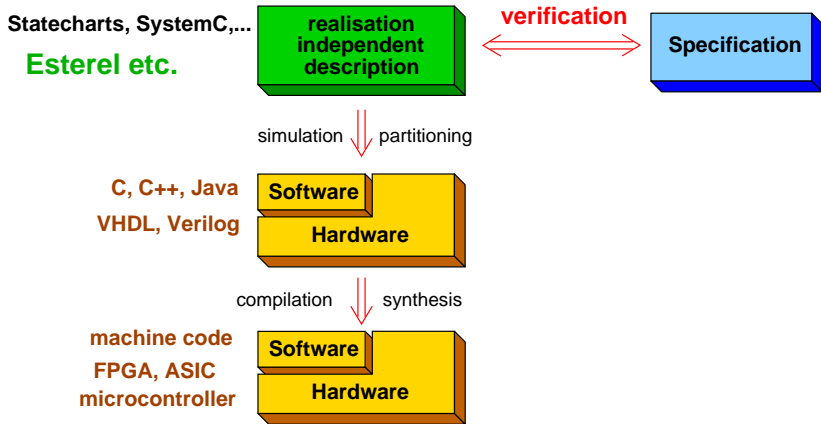 Statecharts, SystemC,...
Esterel etc.
realisation
independent
description
verification
Specification
simulation
partitioning
C, C++, Java
VHDL, Verilog
Software
Hardware
compilation
synthesis
machine code
FPGA, ASIC
microcontroller
Software
Hardware